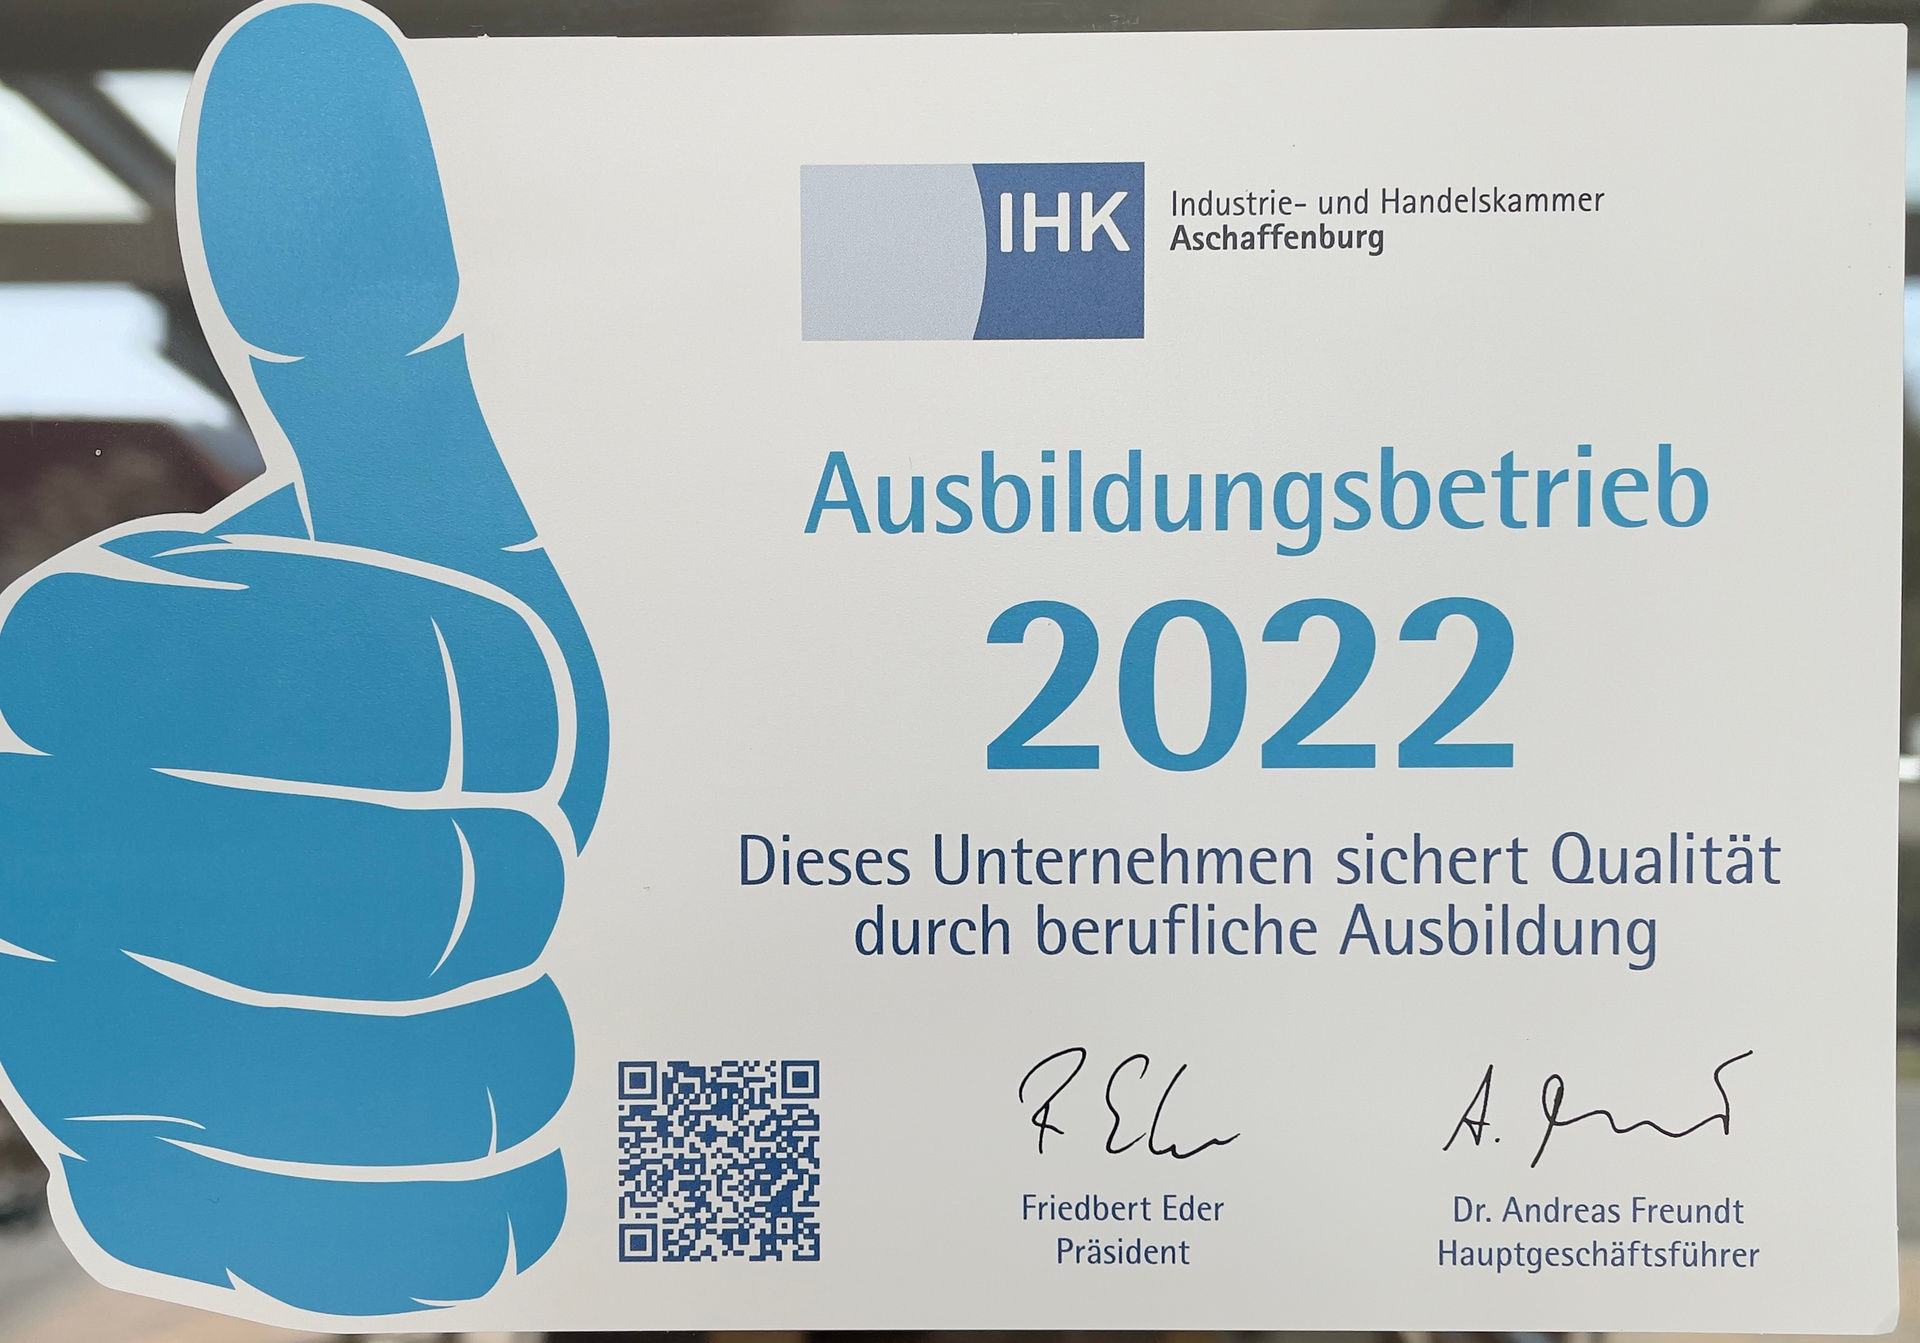 IHK
Industrie- und Handelskammer
Aschaffenburg
Ausbildungsbetrieb
2022
Dieses Unternehmen sichert Qualität
durch berufliche Ausbildung
Friedbert Eder
Präsident
Dr. Andreas Freundt
Hauptgeschäftsführer